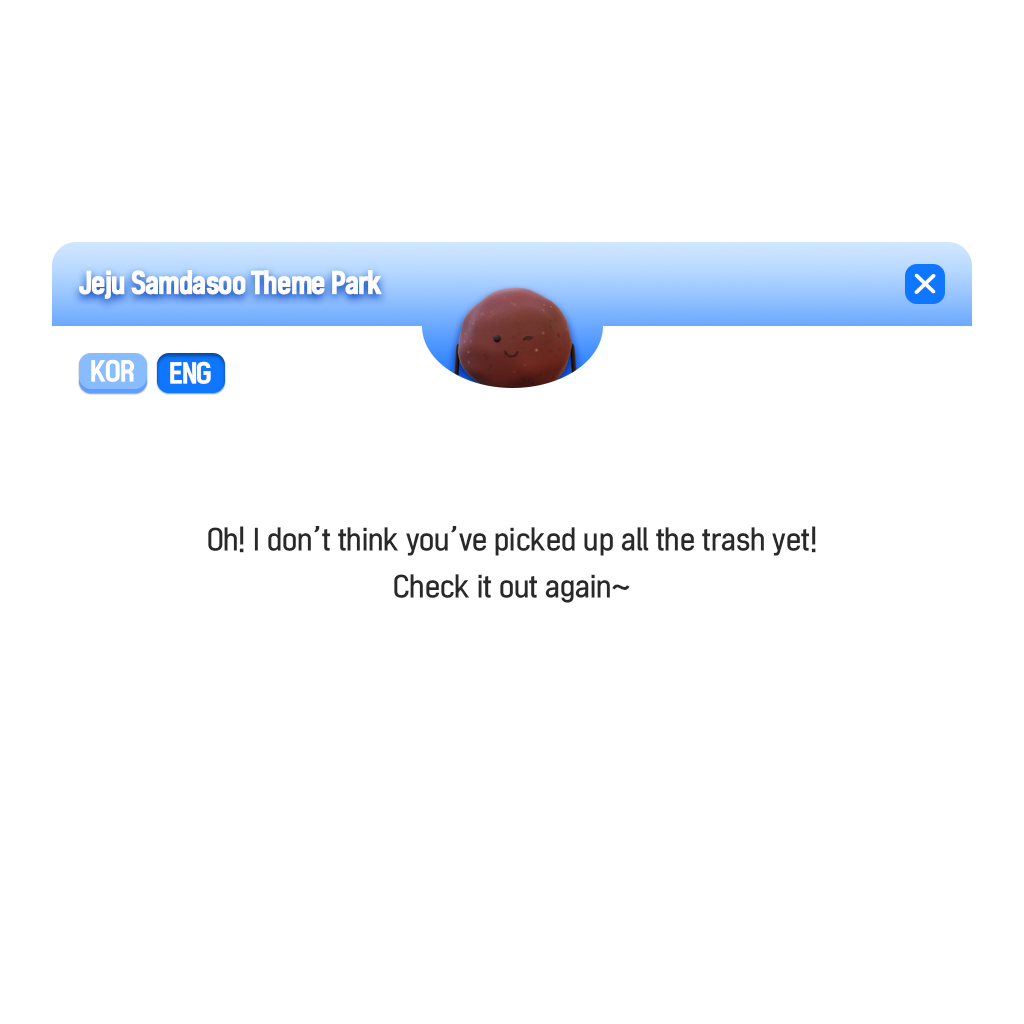 Jeju Samdasoo Theme Park
KOR ENG
Oh! I don't think you've picked up all the trash yet!
Check it out again~